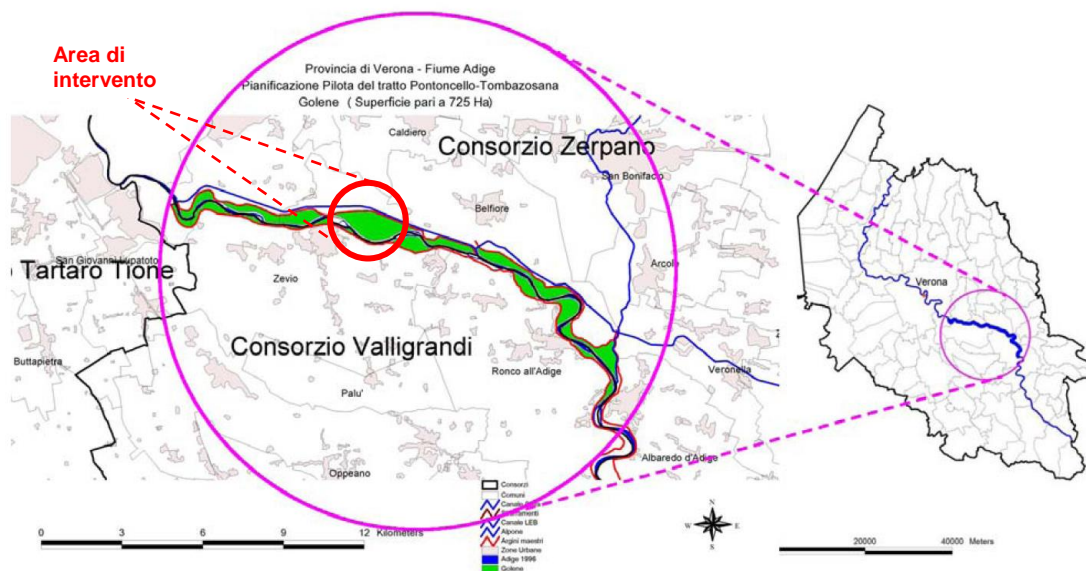 Area di
intervento
Provincia di Verona - Fiume Adige
Pianificazione Pilota del tratto Pontoncello-Tombazosana
Golene ( Superficie pari a 725 Ha)
Caldiero
Consorzio Zerpano
San Bonifacio
Belfiore
Arcole
San Giovanni Lupatoto
Tartaro Tione
Zevio
Verona
Buttapietra
Consorzio Valligrandi
Ronco all'Adige
Veronella
Palu'
Albaredo d'Adige
Oppeano
Consorzi
Comuni
Canale
Canale LEB
Alpone
Argini maestri
Zone Urbane
Adige 1996
Golene
N
W
E
S
0 3 6 9 12 Kilometers
20000 40000 Meters